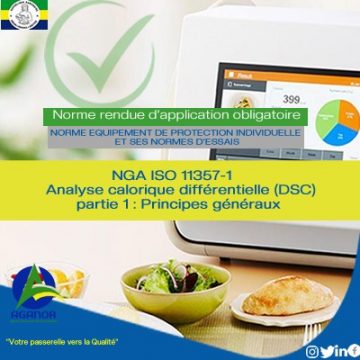 Result
399
Norme rendue d'application obligatoire
NORME EQUIPEMENT DE PROTECTION INDIVIDUELLE
ET SES NORMES D'ESSAIS
NGA ISO 11357-1
Analyse calorique différentielle (DSC)
partie 1 : Principes généraux
AGANOR
"Votre passerelle vers la Qualité"